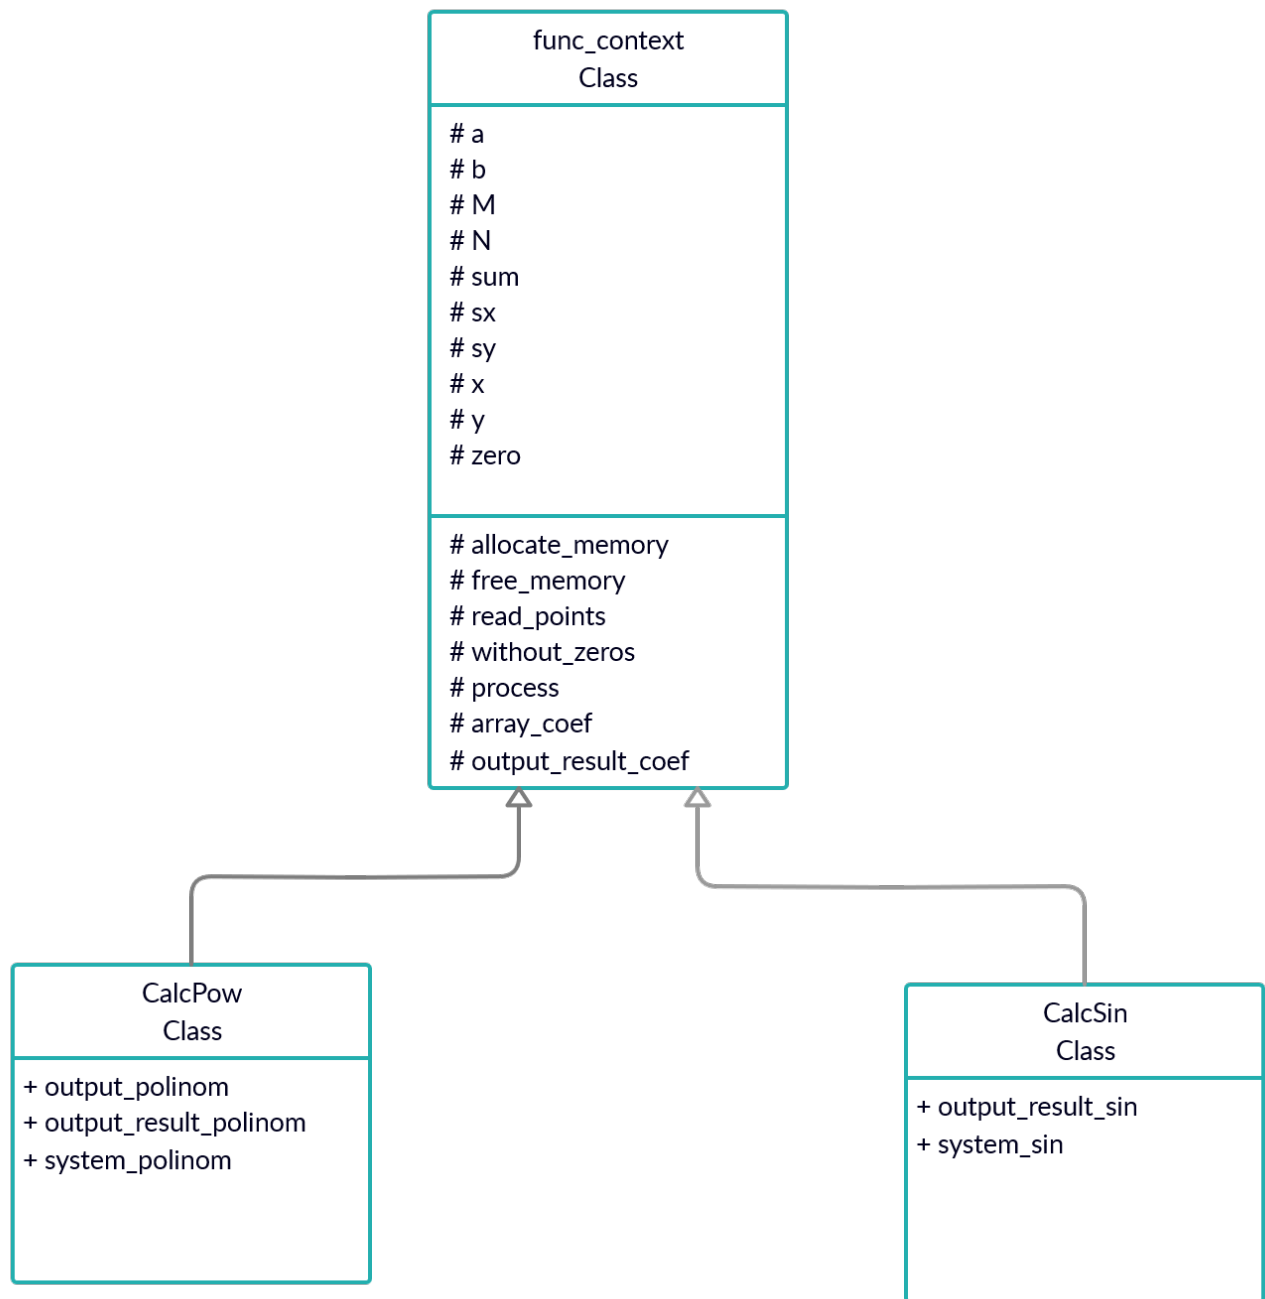 func_context
Class
# a
# b
# M
# N
# sum
# sx
# sy
# x
# y
# zero
# allocate_memory
# free_memory
# read_points
# without_zeros
# process
# array_coef
# output_result_coef
CalcPow
Class
+ output_polinom
+ output_result_polinom
+ system_polinom
CalcSin
Class
+ output_result_sin
+ system_sin